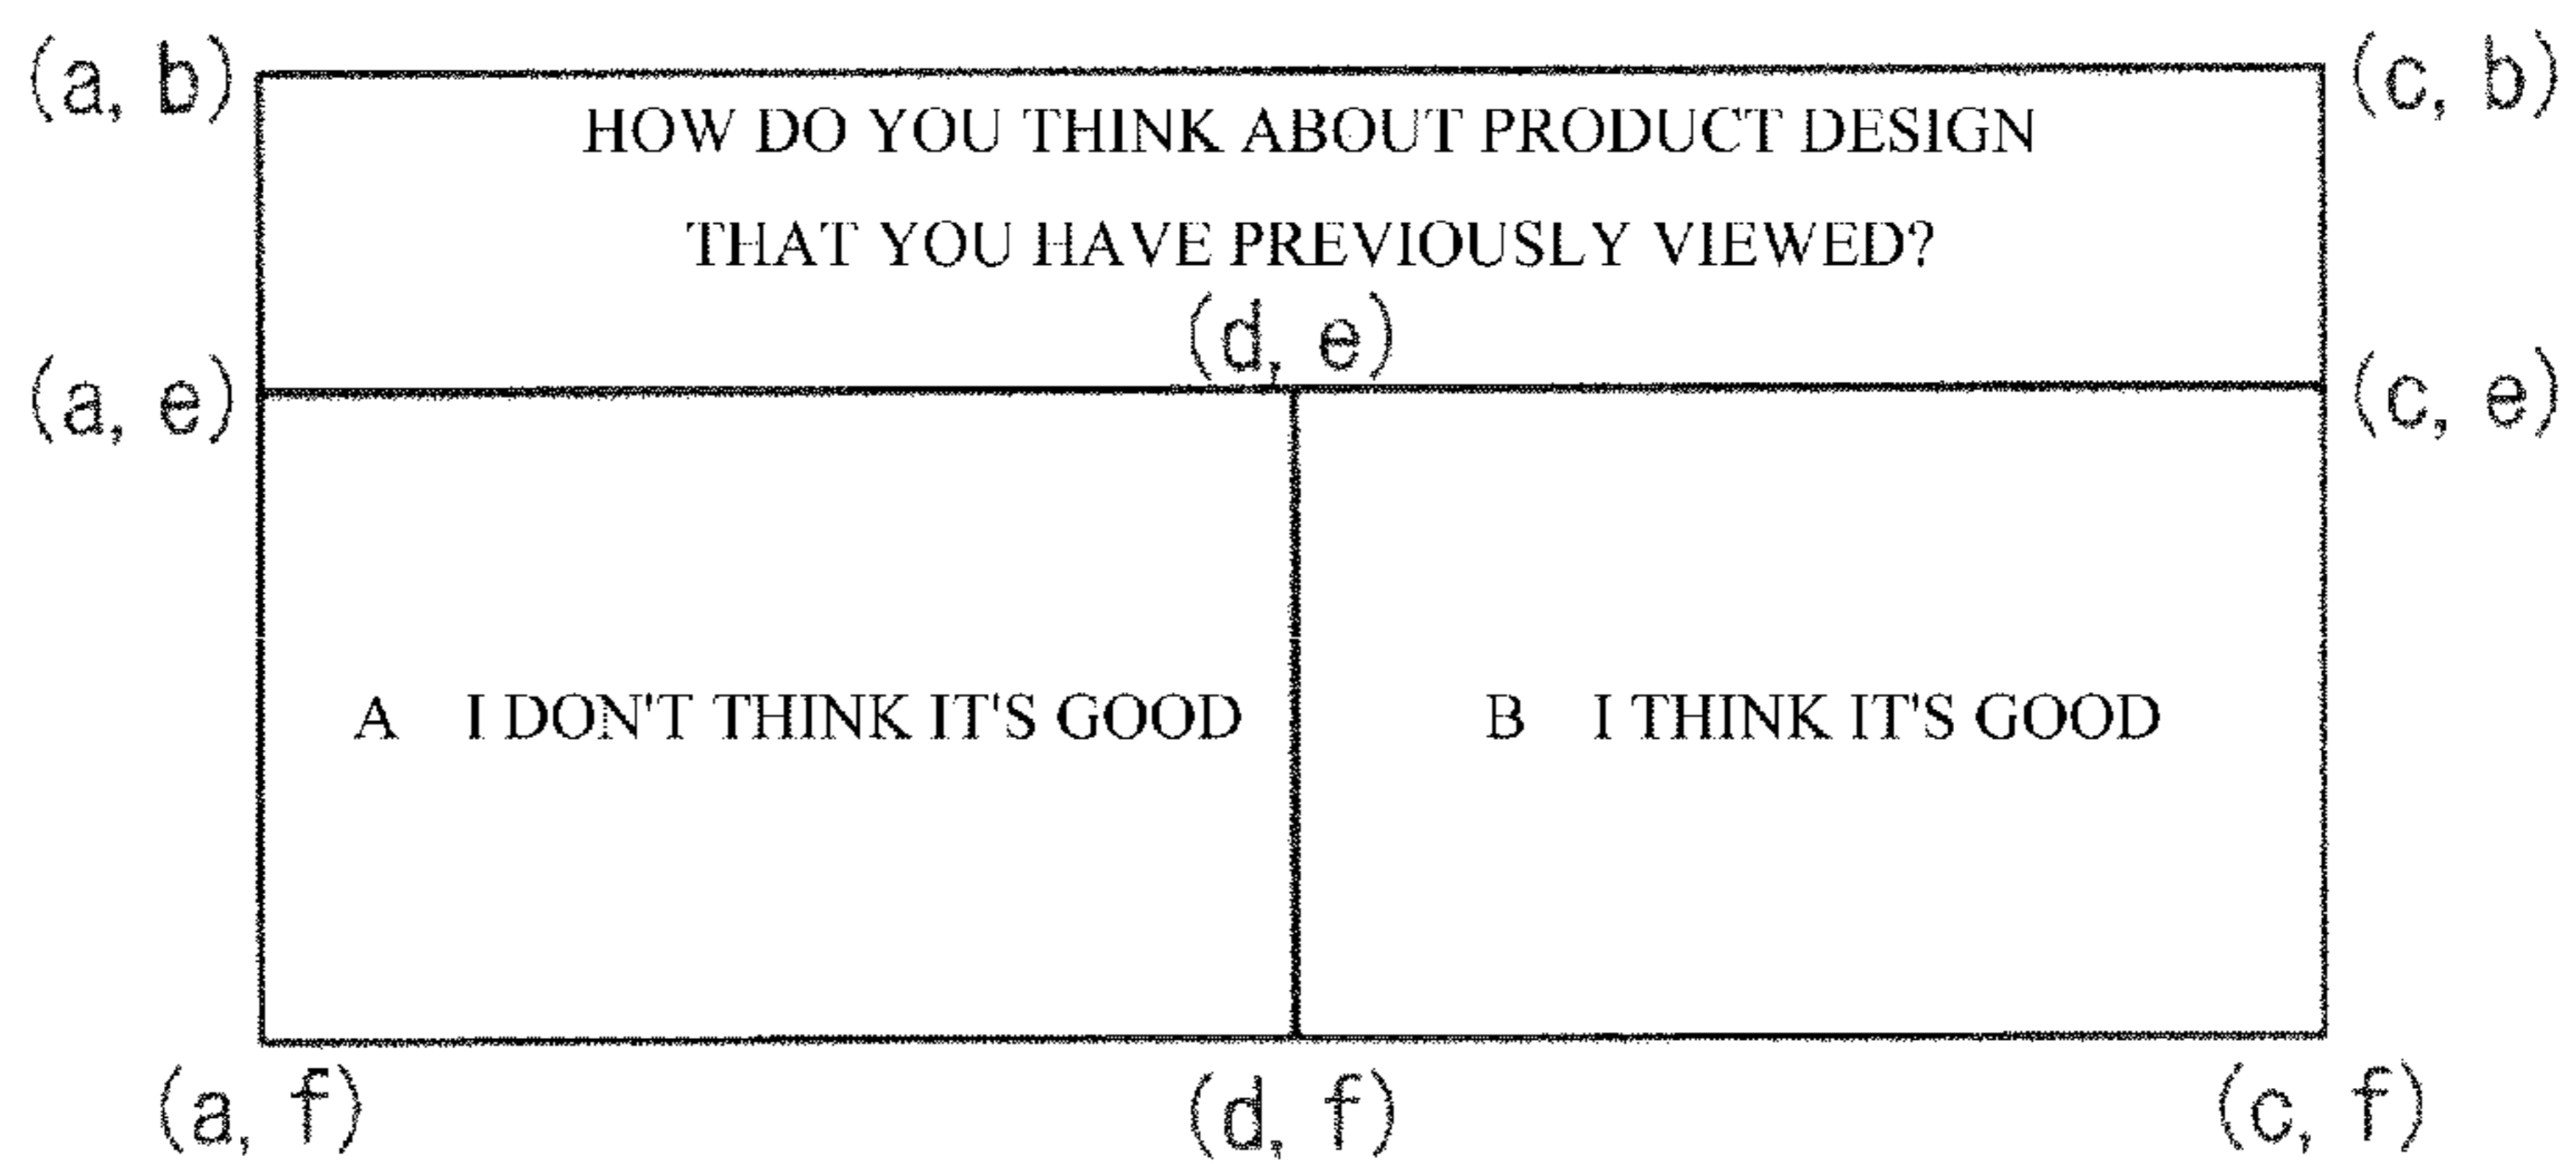 (a, b) (c, b)
HOW DO YOU THINK ABOUT PRODUCT DESIGN
THAT YOU HAVE PREVIOUSLY VIEWED?
(d, e)
(a, e) (c, e)
A I DON'T THINK IT'S GOOD B I THINK IT'S GOOD
(a, f) (d, f) (c, f)